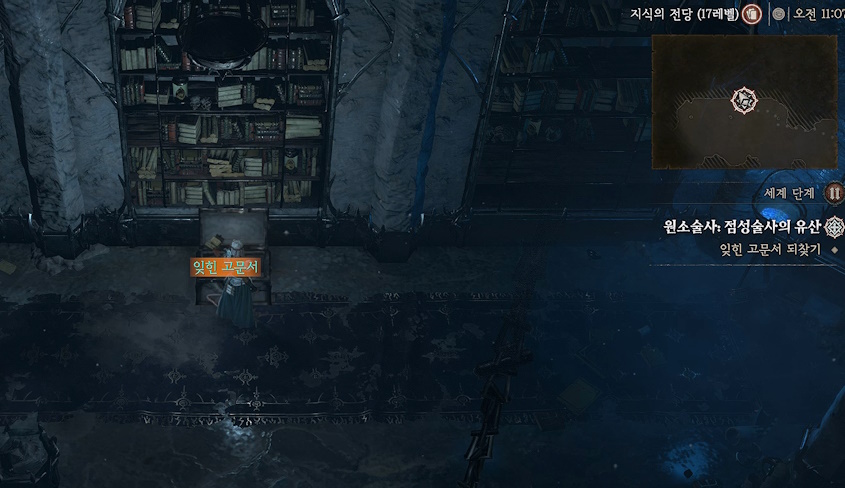 지식의 전당 (17레벨) 오전 11:07
세계 단계 II
원소술사: 점성술사의 유산
잊힌 고문서 되찾기
잊힌 고문서